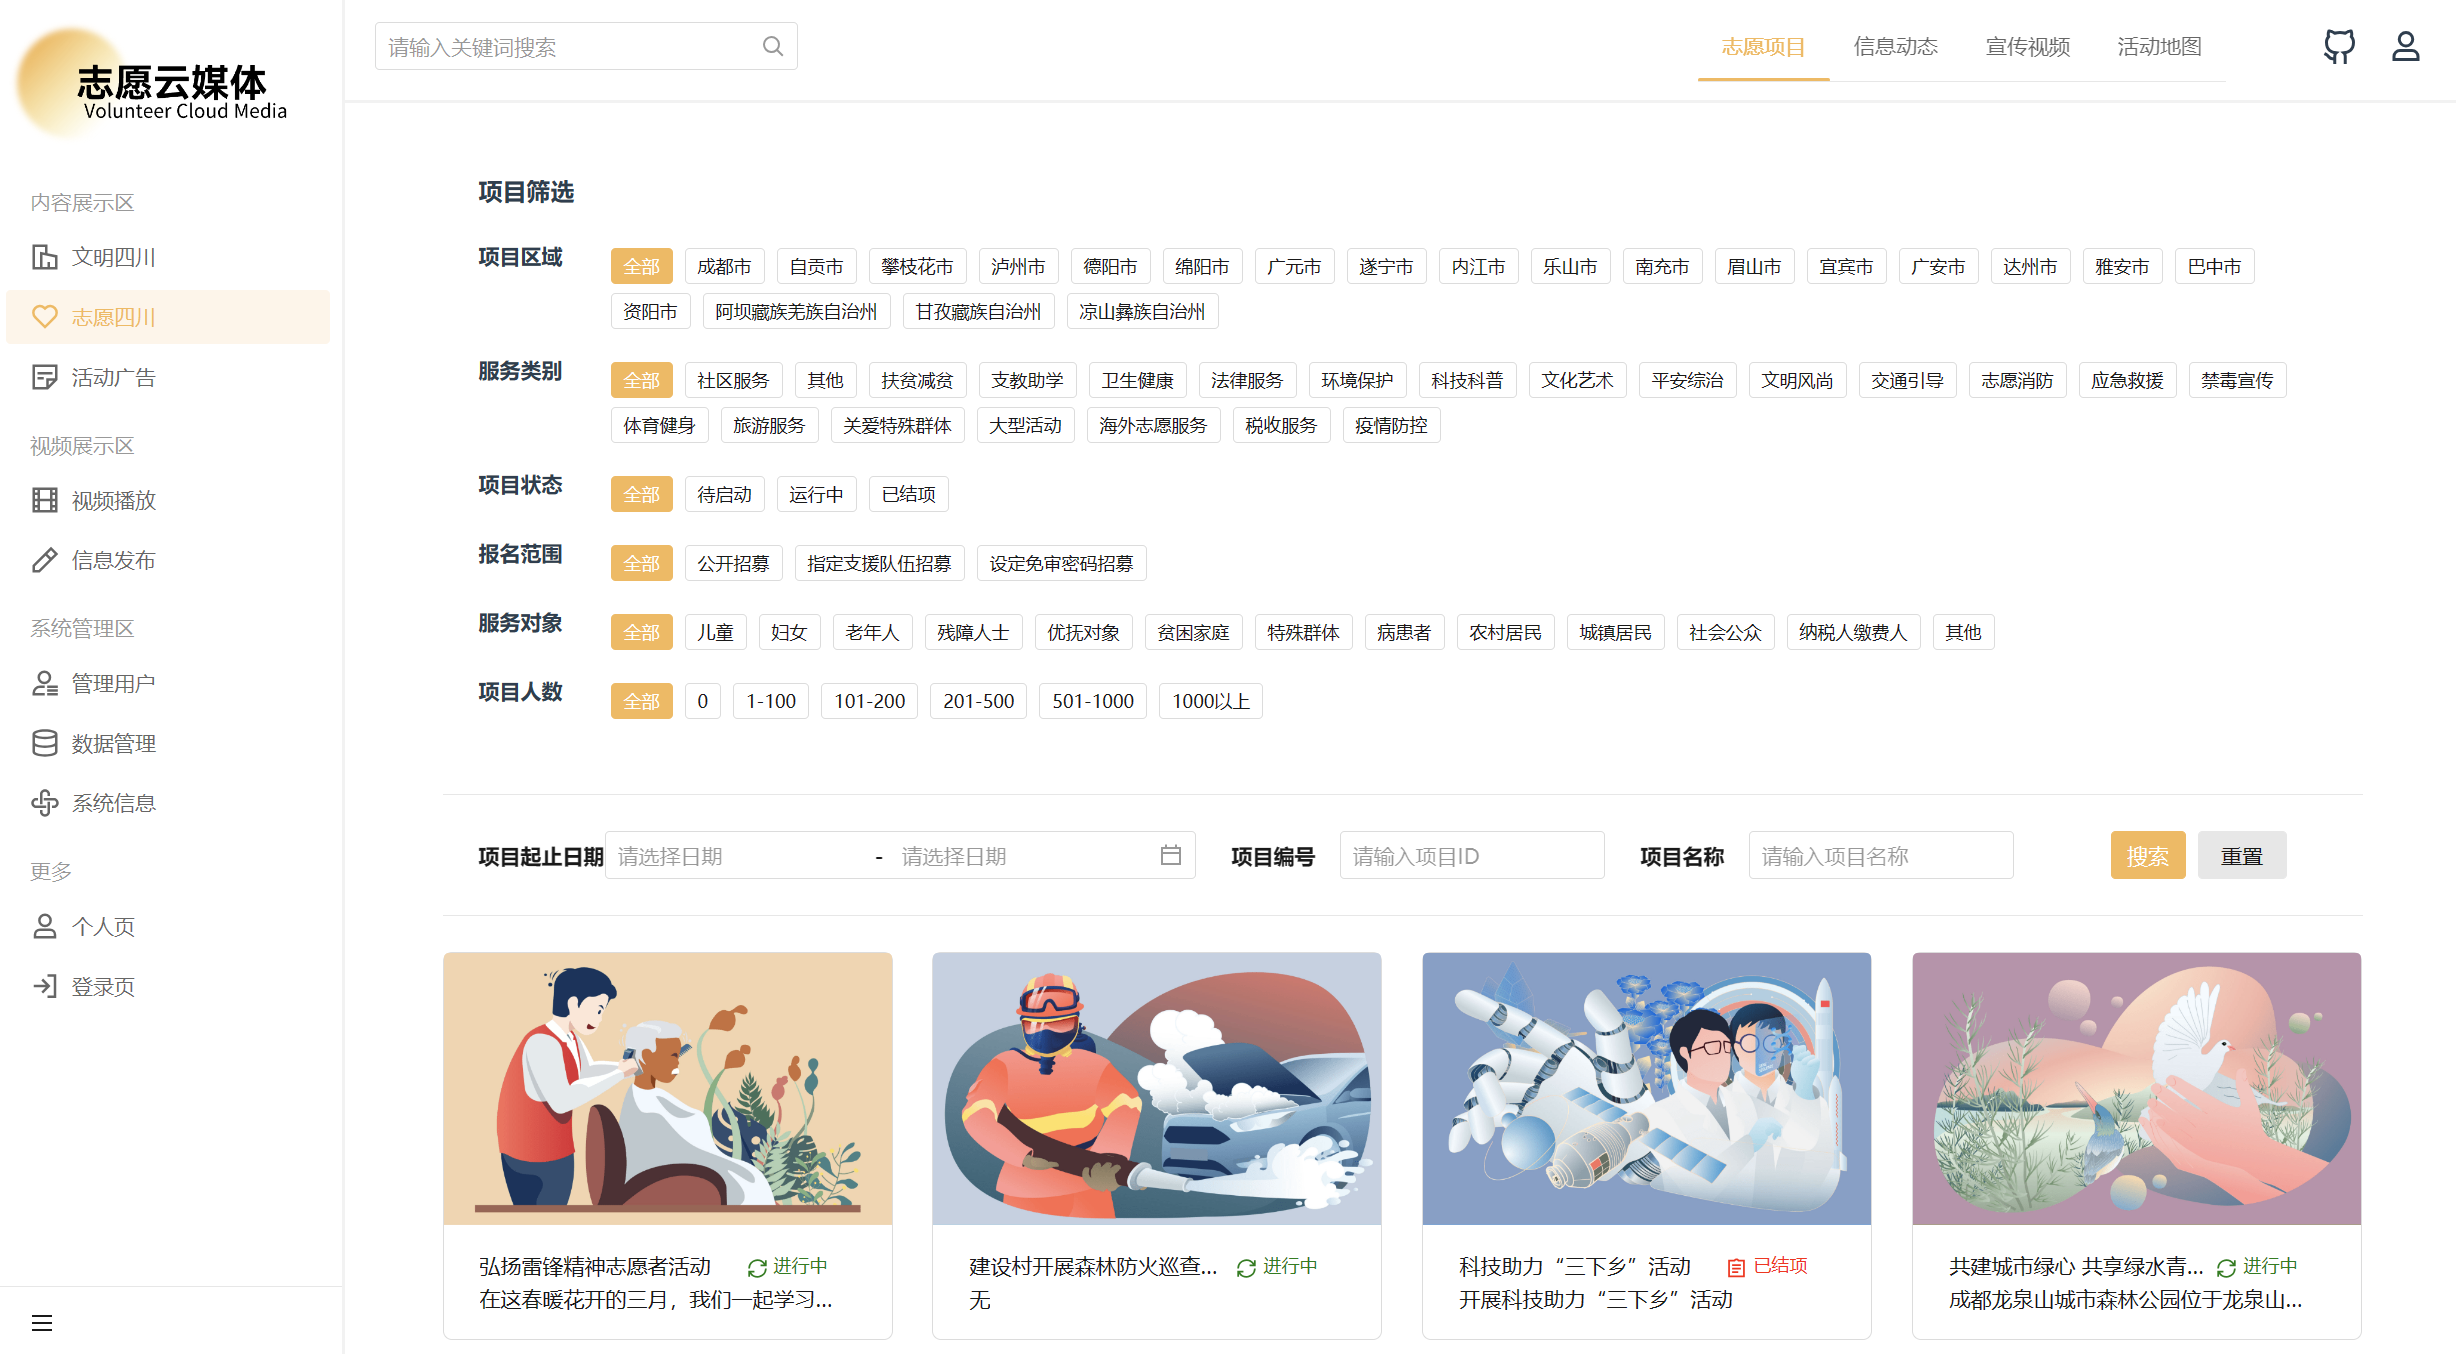 志愿云媒体
Volunteer Cloud Media
内容展示区
文明四川
志愿四川
活动广告
视频展示区
视频播放
信息发布
系统管理区
管理用户
数据管理
系统信息
更多
个人页
登录页
请输入关键词搜索
志愿项目 信息动态 宣传视频 活动地图
项目筛选
项目区域 全部 成都市 自贡市 攀枝花市 泸州市 德阳市 绵阳市 广元市 遂宁市 内江市 乐山市 南充市 眉山市 宜宾市 广安市 达州市 雅安市 巴中市
资阳市 阿坝藏族羌族自治州 甘孜藏族自治州 凉山彝族自治州
服务类别 全部 社区服务 其他 扶贫减贫 支教助学 卫生健康 法律服务 环境保护 科技科普 文化艺术 平安综治 文明风尚 交通引导 志愿消防 应急救援 禁毒宣传
体育健身 旅游服务 关爱特殊群体 大型活动 海外志愿服务 税收服务 疫情防控
项目状态 全部 待启动 运行中 已结项
报名范围 全部 公开招募 指定支援队伍招募 设定免审密码招募
服务对象 全部 儿童 妇女 老年人 残障人士 优抚对象 贫困家庭 特殊群体 病患者 农村居民 城镇居民 社会公众 纳税人缴费人 其他
项目人数 全部 0 1-100 101-200 201-500 501-1000 1000以上
项目起止日期 请选择日期 - 请选择日期 项目编号 请输入项目ID 项目名称 请输入项目名称 搜索 重置
弘扬雷锋精神志愿者活动 进行中
在这春暖花开的三月，我们一起学习...
建设村开展森林防火巡查... 进行中
无
科技助力“三下乡”活动 已结项
开展科技助力“三下乡”活动
共建城市绿心 共享绿水青... 进行中
成都龙泉山城市森林公园位于龙泉山...